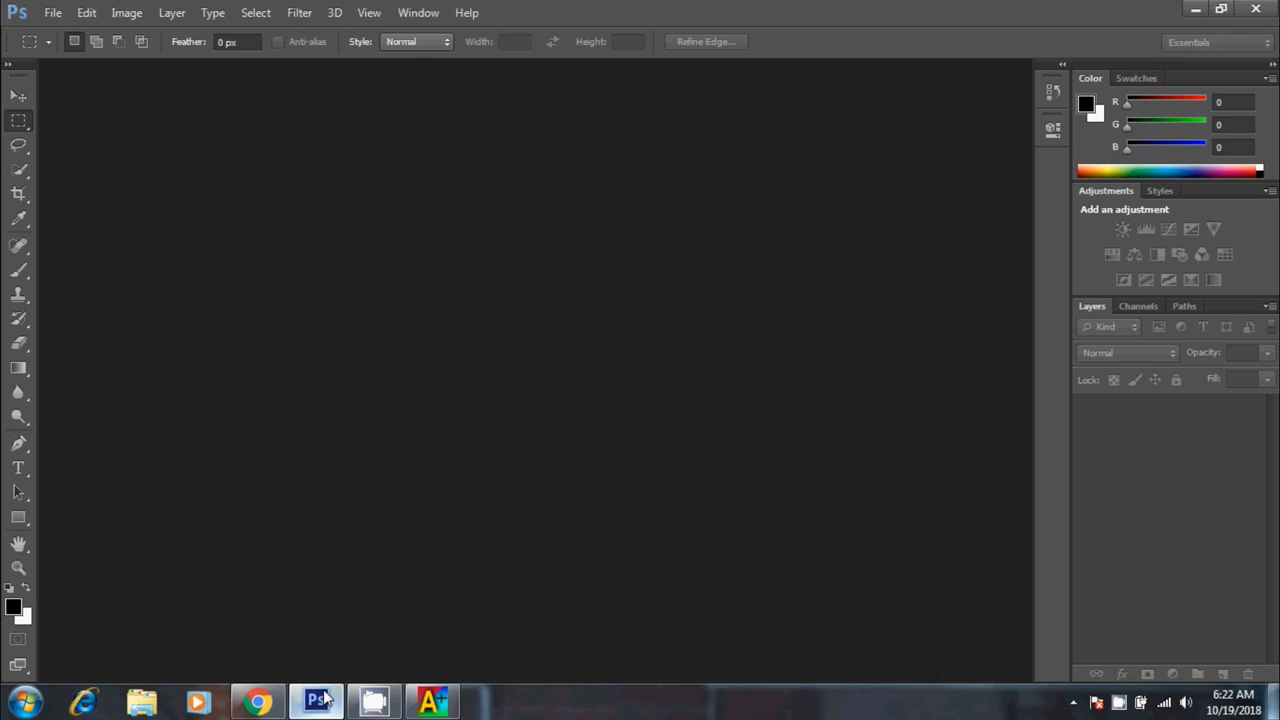 Ps File Edit Image Layer Type Select Filter 3D View Window Help
Feather: 0 px Anti-alias Style: Normal Width: Height: Refine Edge... Essentials
Color Swatches
R 0
G 0
B 0
Adjustments Styles
Add an adjustment
Layers Channels Paths
Kind
Normal Opacity:
Lock: Fill:
T
Ps A+
6:22 AM
10/19/2018